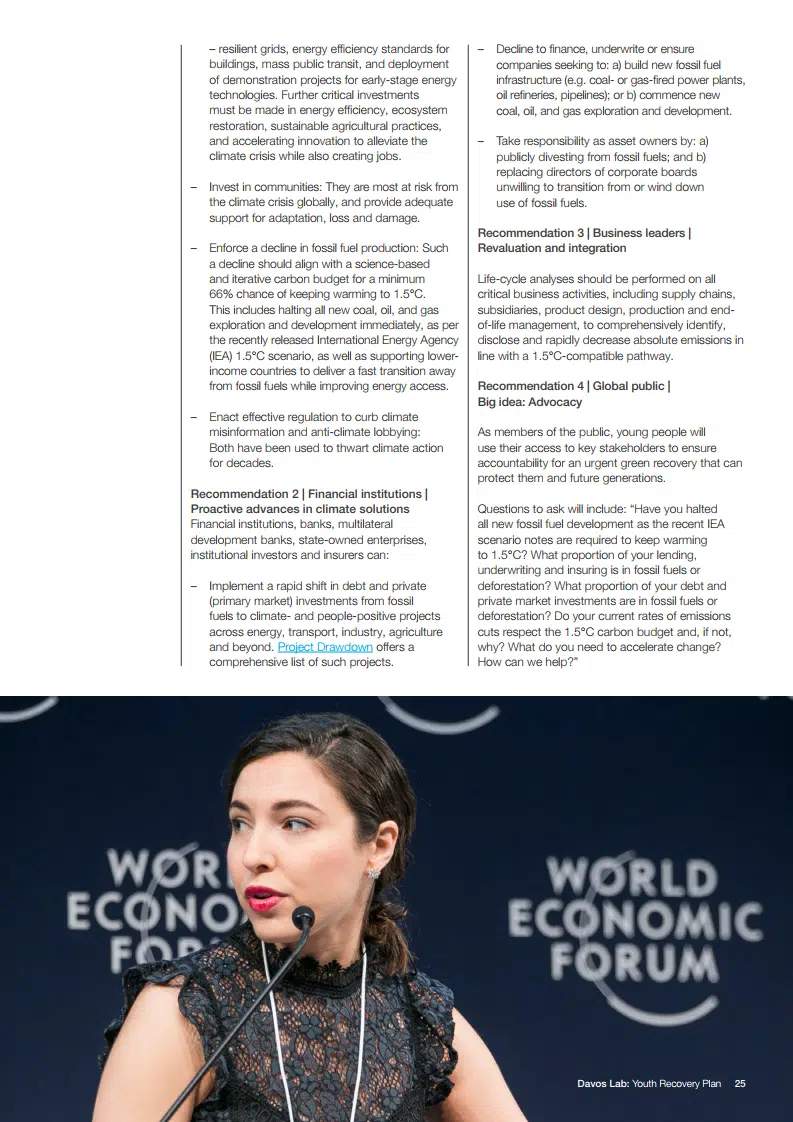 – resilient grids, energy efficiency standards for
buildings, mass public transit, and deployment
of demonstration projects for early-stage energy
technologies. Further critical investments
must be made in energy efficiency, ecosystem
restoration, sustainable agricultural practices,
and accelerating innovation to alleviate the
climate crisis while also creating jobs.
– Invest in communities: They are most at risk from
the climate crisis globally, and provide adequate
support for adaptation, loss and damage.
– Enforce a decline in fossil fuel production: Such
a decline should align with a science-based
and iterative carbon budget for a minimum
66% chance of keeping warming to 1.5°C.
This includes halting all new coal, oil, and gas
exploration and development immediately, as per
the recently released International Energy Agency
(IEA) 1.5°C scenario, as well as supporting lower-
income countries to deliver a fast transition away
from fossil fuels while improving energy access.
– Enact effective regulation to curb climate
misinformation and anti-climate lobbying:
Both have been used to thwart climate action
for decades.
Recommendation 2 | Financial institutions |
Proactive advances in climate solutions
Financial institutions, banks, multilateral
development banks, state-owned enterprises,
institutional investors and insurers can:
– Implement a rapid shift in debt and private
(primary market) investments from fossil
fuels to climate- and people-positive projects
across energy, transport, industry, agriculture
and beyond. Project Drawdown offers a
comprehensive list of such projects.
– Decline to finance, underwrite or ensure
companies seeking to: a) build new fossil fuel
infrastructure (e.g. coal- or gas-fired power plants,
oil refineries, pipelines); or b) commence new
coal, oil, and gas exploration and development.
– Take responsibility as asset owners by: a)
publicly divesting from fossil fuels; and b)
replacing directors of corporate boards
unwilling to transition from or wind down
use of fossil fuels.
Recommendation 3 | Business leaders |
Revaluation and integration
Life-cycle analyses should be performed on all
critical business activities, including supply chains,
subsidiaries, product design, production and end-
of-life management, to comprehensively identify,
disclose and rapidly decrease absolute emissions in
line with a 1.5°C-compatible pathway.
Recommendation 4 | Global public |
Big idea: Advocacy
As members of the public, young people will
use their access to key stakeholders to ensure
accountability for an urgent green recovery that can
protect them and future generations.
Questions to ask will include: “Have you halted
all new fossil fuel development as the recent IEA
scenario notes are required to keep warming
to 1.5°C? What proportion of your lending,
underwriting and insuring is in fossil fuels or
deforestation? What proportion of your debt and
private market investments are in fossil fuels or
deforestation? Do your current rates of emissions
cuts respect the 1.5°C carbon budget and, if not,
why? What do you need to accelerate change?
How can we help?”
WORL
ECONO
FOR
WORLD
ECONOMIC
FORUM
Davos Lab: Youth Recovery Plan 25